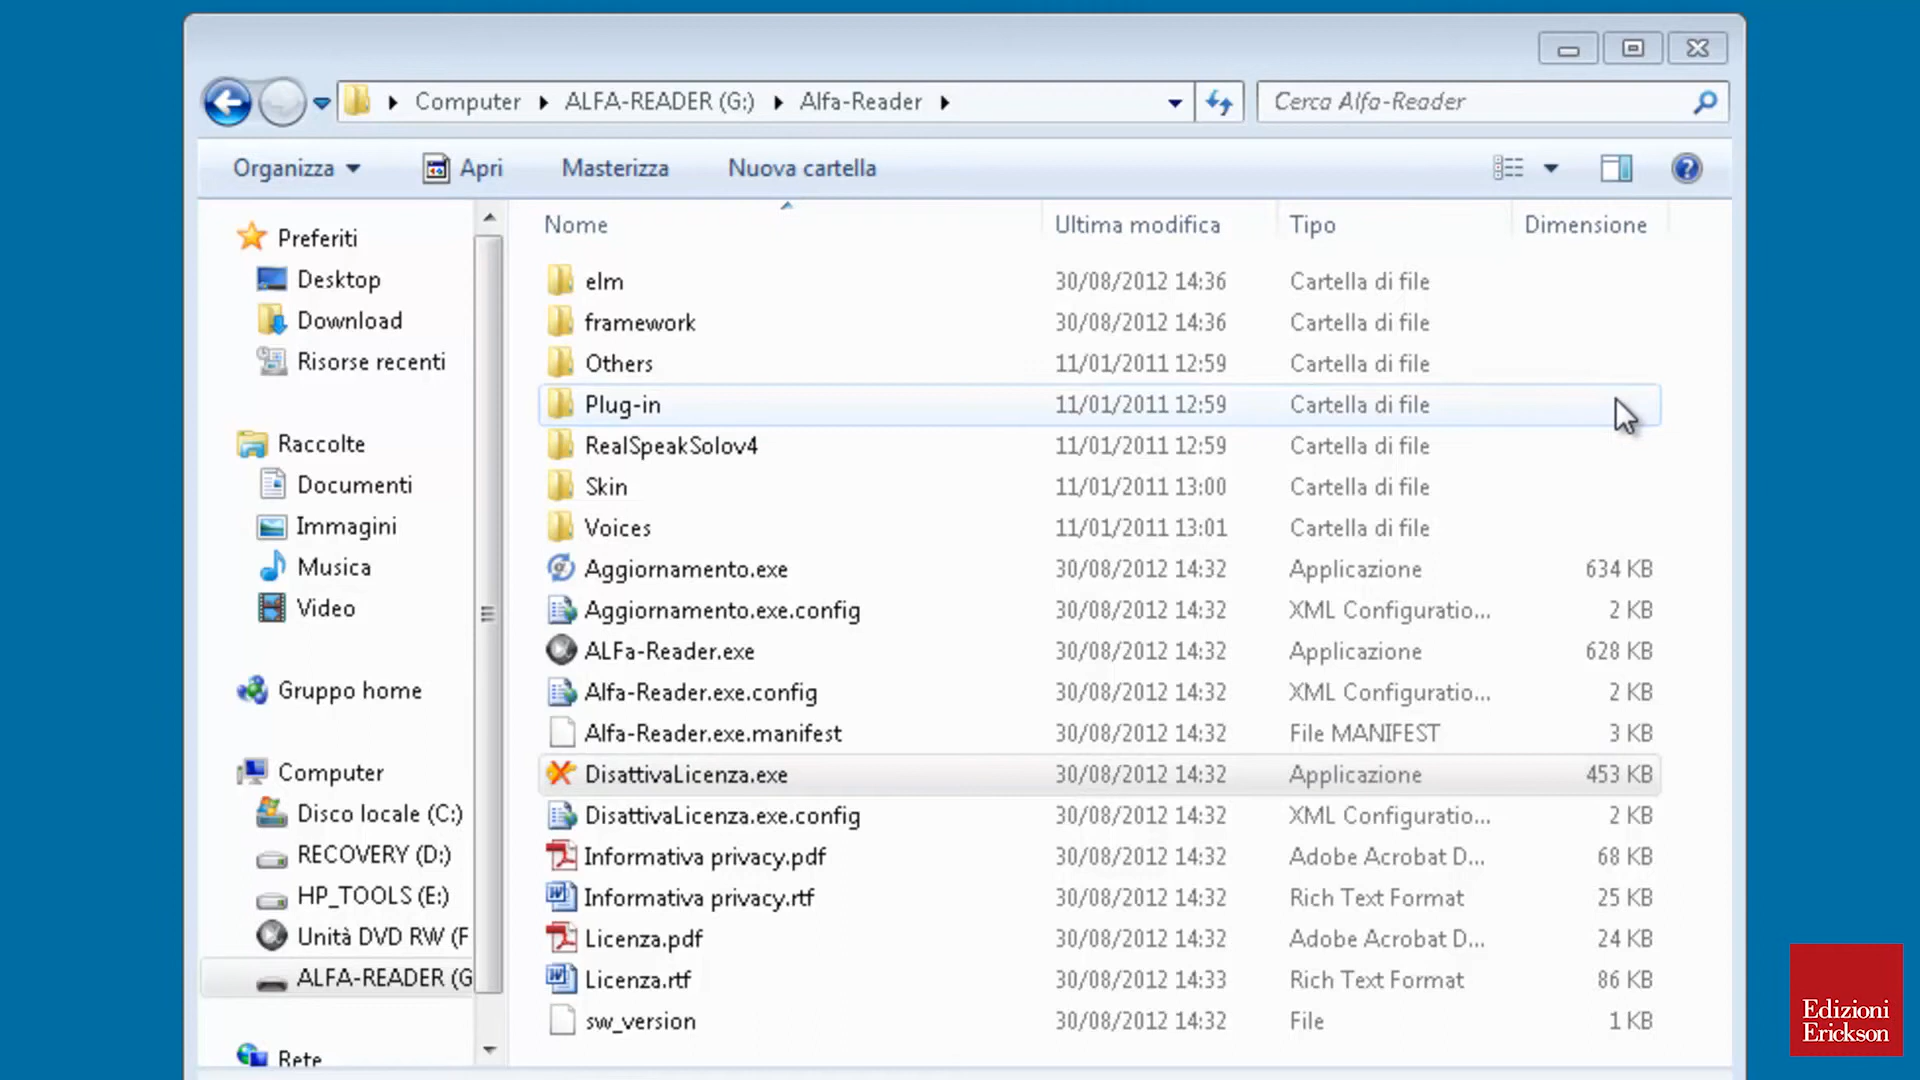 Computer ALFA-READER (G:) Alfa-Reader
Cerca Alfa-Reader
Organizza Apri Masterizza Nuova cartella
Nome Ultima modifica Tipo Dimensione
Preferiti
Desktop
Download
Risorse recenti
Raccolte
Documenti
Immagini
Musica
Video
Gruppo home
Computer
Disco locale (C:)
RECOVERY (D:)
HP_TOOLS (E:)
Unità DVD RW (F
ALFA-READER (G
Rete
elm 30/08/2012 14:36 Cartella di file
framework 30/08/2012 14:36 Cartella di file
Others 11/01/2011 12:59 Cartella di file
Plug-in 11/01/2011 12:59 Cartella di file
RealSpeakSolov4 11/01/2011 12:59 Cartella di file
Skin 11/01/2011 13:00 Cartella di file
Voices 11/01/2011 13:01 Cartella di file
Aggiornamento.exe 30/08/2012 14:32 Applicazione 634 KB
Aggiornamento.exe.config 30/08/2012 14:32 XML Configuratio... 2 KB
ALFa-Reader.exe 30/08/2012 14:32 Applicazione 628 KB
Alfa-Reader.exe.config 30/08/2012 14:32 XML Configuratio... 2 KB
Alfa-Reader.exe.manifest 30/08/2012 14:32 File MANIFEST 3 KB
DisattivaLicenza.exe 30/08/2012 14:32 Applicazione 453 KB
DisattivaLicenza.exe.config 30/08/2012 14:32 XML Configuratio... 2 KB
Informativa privacy.pdf 30/08/2012 14:32 Adobe Acrobat D... 68 KB
Informativa privacy.rtf 30/08/2012 14:32 Rich Text Format 25 KB
Licenza.pdf 30/08/2012 14:32 Adobe Acrobat D... 24 KB
Licenza.rtf 30/08/2012 14:33 Rich Text Format 86 KB
sw_version 30/08/2012 14:32 File 1 KB
Edizioni
Erickson